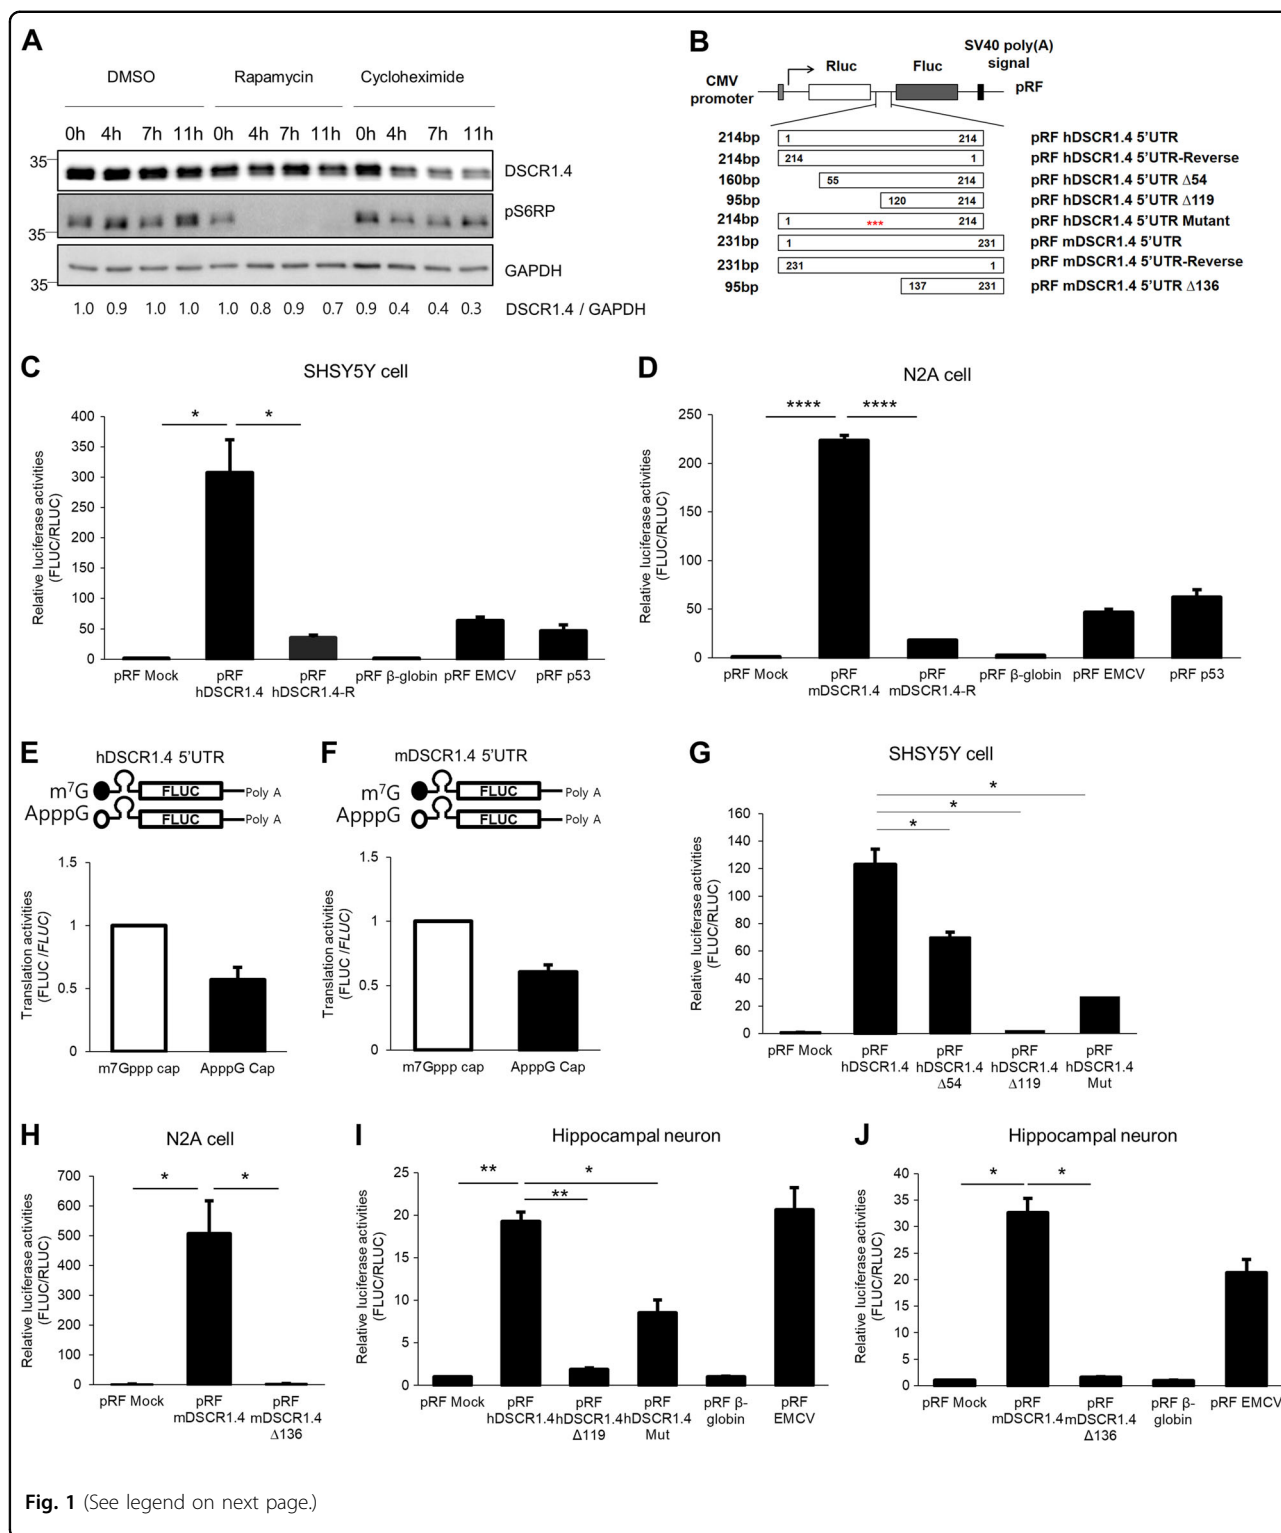 A
DMSO Rapamycin Cycloheximide
0h 4h 7h 11h 0h 4h 7h 11h 0h 4h 7h 11h
35
DSCR1.4
pS6RP
35
GAPDH
35
1.0 0.9 1.0 1.0 1.0 0.8 0.9 0.7 0.9 0.4 0.4 0.3 DSCR1.4 / GAPDH
B
SV40 poly(A)
signal
CMV
promoter
Rluc
Fluc
pRF
214bp 1 214 pRF hDSCR1.4 5'UTR
214bp 214 1 pRF hDSCR1.4 5'UTR-Reverse
160bp 55 214 pRF hDSCR1.4 5'UTR Δ54
95bp 120 214 pRF hDSCR1.4 5'UTR Δ119
214bp 1 *** 214 pRF hDSCR1.4 5'UTR Mutant
231bp 1 231 pRF mDSCR1.4 5'UTR
231bp 231 1 pRF mDSCR1.4 5'UTR-Reverse
95bp 137 231 pRF mDSCR1.4 5'UTR Δ136
C
SHSY5Y cell
Relative luciferase activities
(FLUC/RLUC)
400
350
300
250
200
150
100
50
0
* *
pRF Mock
pRF
hDSCR1.4
pRF
hDSCR1.4-R
pRF β-globin
pRF EMCV
pRF p53
D
N2A cell
Relative luciferase activities
(FLUC/RLUC)
250
200
150
100
50
0
**** ****
pRF Mock
pRF
mDSCR1.4
pRF
mDSCR1.4-R
pRF β-globin
pRF EMCV
pRF p53
E
hDSCR1.4 5'UTR
m7G FLUC Poly A
ApppG FLUC Poly A
Translation activities
(FLUC /FLUC)
1.5
1
0.5
0
m7Gppp cap
ApppG Cap
F
mDSCR1.4 5'UTR
m7G FLUC Poly A
ApppG FLUC Poly A
Translation activities
(FLUC /FLUC)
1.5
1
0.5
0
m7Gppp cap
ApppG Cap
G
SHSY5Y cell
Relative luciferase activities
(FLUC/RLUC)
160
140
120
100
80
60
40
20
0
*
*
*
pRF Mock
pRF
hDSCR1.4
pRF
hDSCR1.4
Δ54
pRF
hDSCR1.4
Δ119
pRF
hDSCR1.4
Mut
H
N2A cell
Relative luciferase activities
(FLUC/RLUC)
700
600
500
400
300
200
100
0
* *
pRF Mock
pRF
mDSCR1.4
pRF
mDSCR1.4
Δ136
I
Hippocampal neuron
Relative luciferase activities
(FLUC/RLUC)
25
20
15
10
5
0
** *
**
pRF Mock
pRF
hDSCR1.4
pRF
hDSCR1.4
Δ119
pRF
hDSCR1.4
Mut
pRF β-
globin
pRF
EMCV
J
Hippocampal neuron
Relative luciferase activities
(FLUC/RLUC)
40
35
30
25
20
15
10
5
0
* *
pRF Mock
pRF
mDSCR1.4
pRF
mDSCR1.4
Δ136
pRF β-
globin
pRF EMCV
Fig. 1 (See legend on next page.)